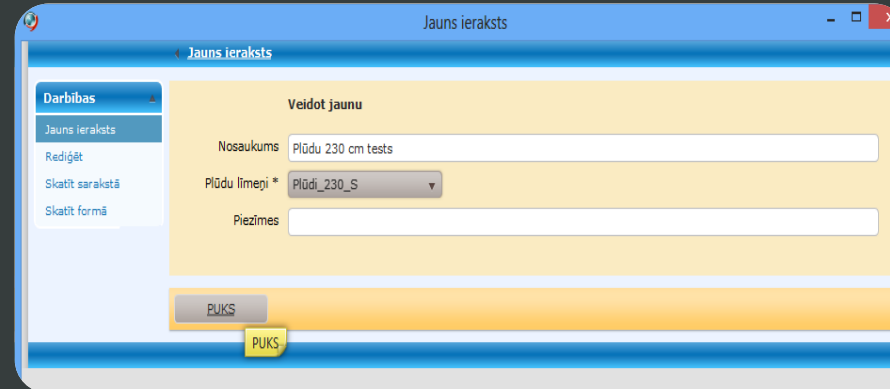 Jauns ieraksts
Jauns ieraksts
Darbības
Jauns ieraksts
Rediģēt
Skatīt sarakstā
Skatīt formā
Veidot jaunu
Nosaukums Plūdu 230 cm tests
Plūdu līmeņi * Plūdi_230_S
Piezīmes
PUKS
PUKS